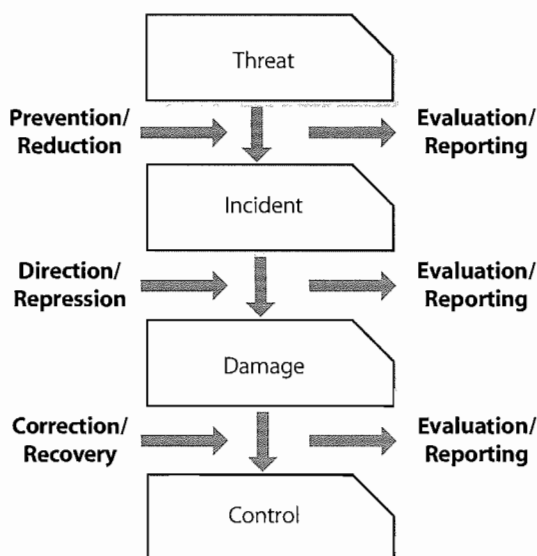 Threat
Prevention/
Reduction
Evaluation/
Reporting
Incident
Direction/
Repression
Evaluation/
Reporting
Damage
Correction/
Recovery
Evaluation/
Reporting
Control